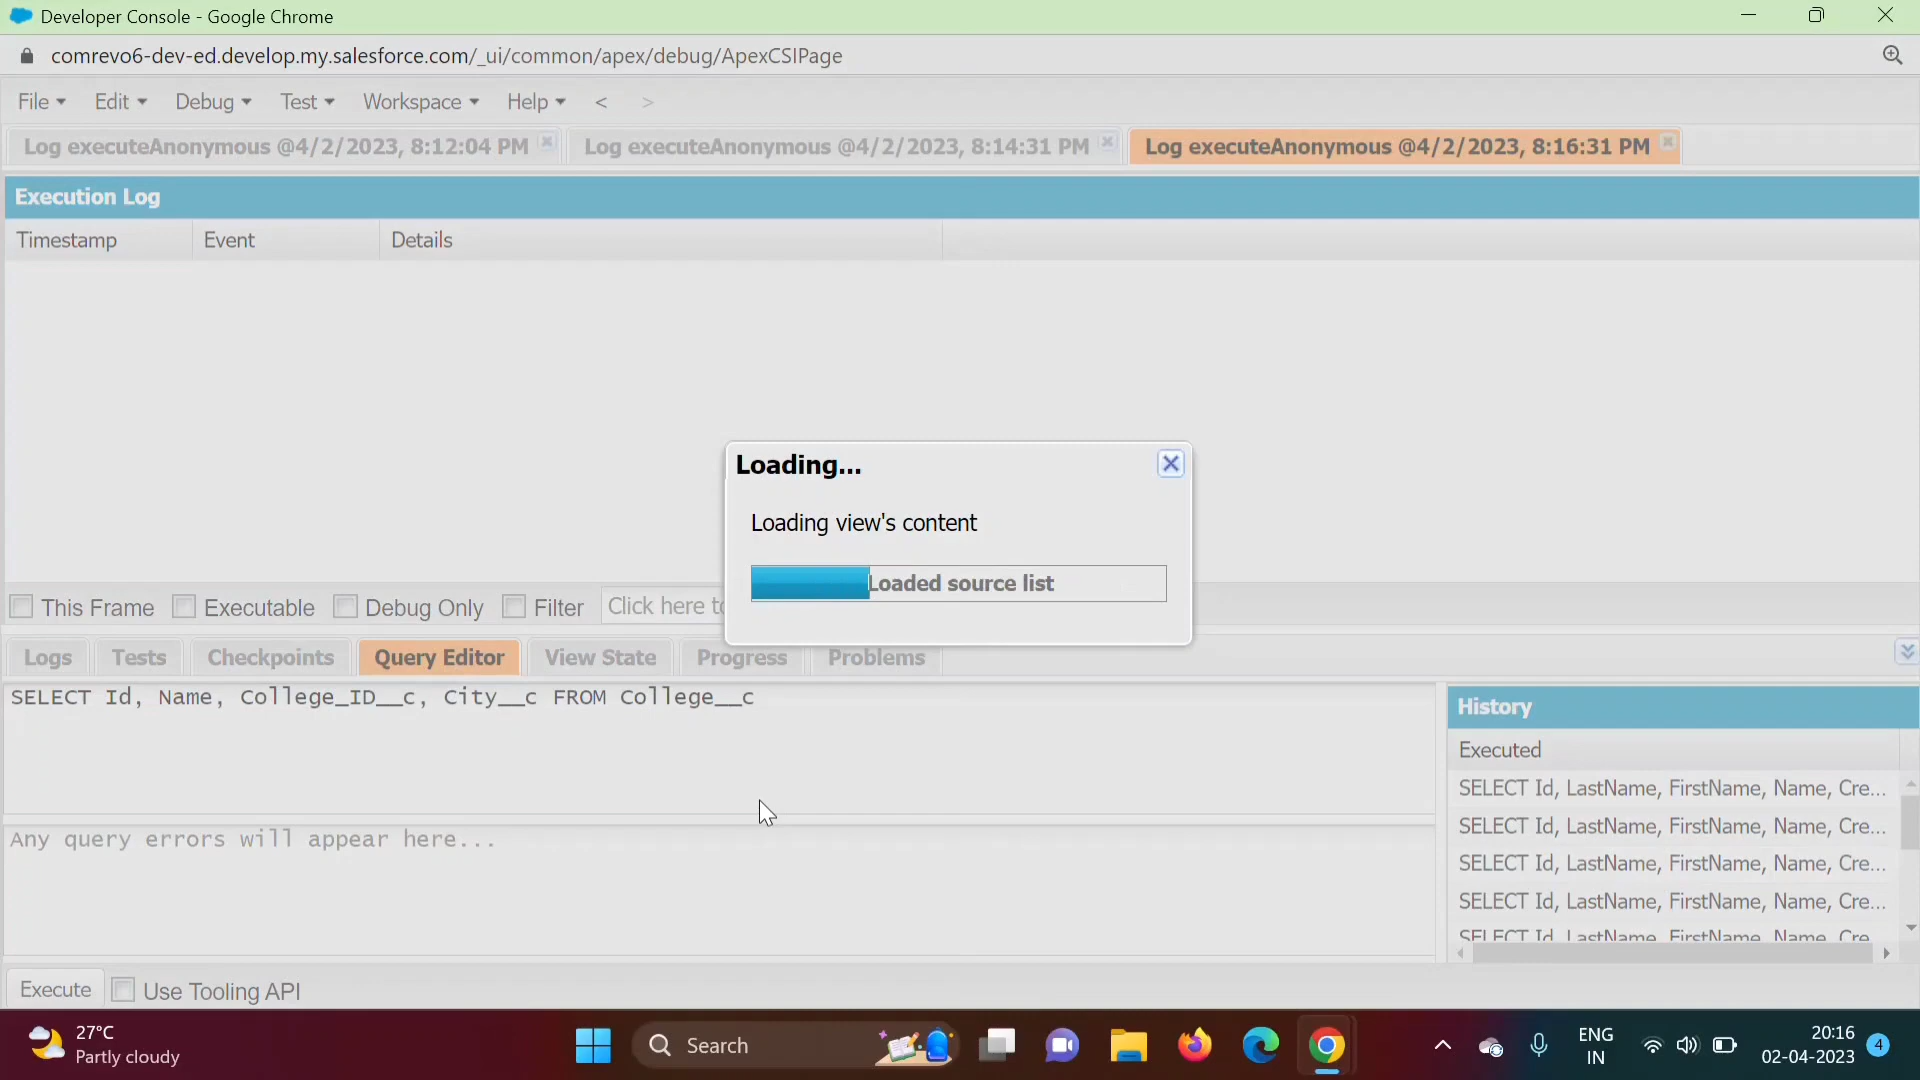 Developer Console - Google Chrome
comrevo6-dev-ed.develop.my.salesforce.com/_ui/common/apex/debug/ApexCSIPage
File Edit Debug Test Workspace Help < >
Log executeAnonymous @4/2/2023, 8:12:04 PM Log executeAnonymous @4/2/2023, 8:14:31 PM Log executeAnonymous @4/2/2023, 8:16:31 PM
Execution Log
Timestamp Event Details
Loading...
Loading view's content
Loaded source list
This Frame Executable Debug Only Filter Click here to
Logs Tests Checkpoints Query Editor View State Progress Problems
SELECT Id, Name, College_ID__c, City__c FROM College__c
Any query errors will appear here...
History
Executed
SELECT Id, LastName, FirstName, Name, Cre...
SELECT Id, LastName, FirstName, Name, Cre...
SELECT Id, LastName, FirstName, Name, Cre...
SELECT Id, LastName, FirstName, Name, Cre...
SELECT Id, LastName, FirstName, Name, Cre
Execute Use Tooling API
27°C
Partly cloudy
Search
ENG
IN
20:16
02-04-2023
4